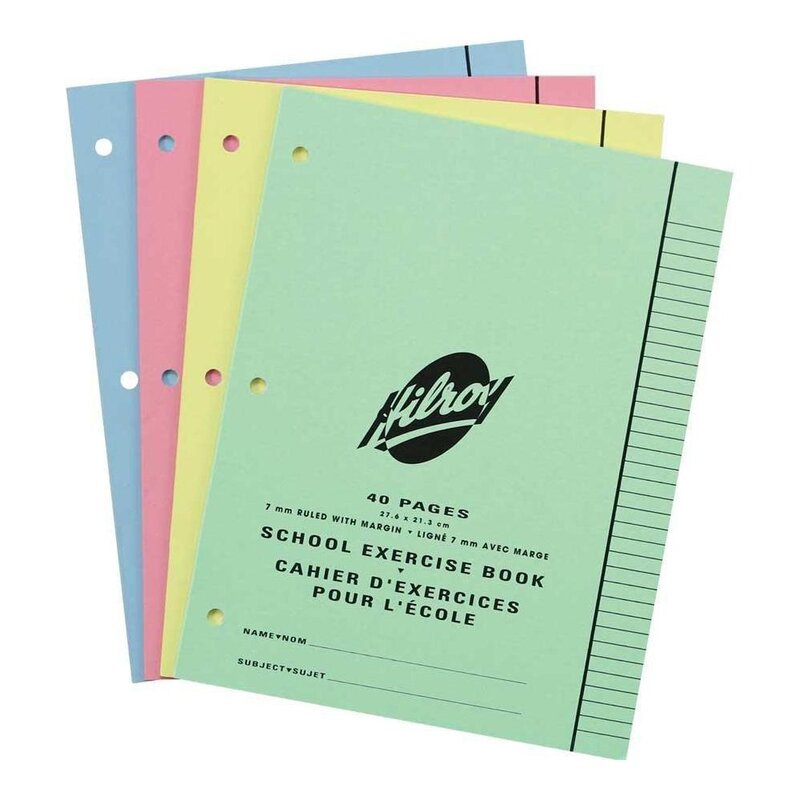 Hilroy
40 PAGES
27.6 x 21.3 cm
7 mm RULED WITH MARGIN ▾ LIGNÉ 7 mm AVEC MARGE
SCHOOL EXERCISE BOOK
▾
CAHIER D'EXERCICES
POUR L'ÉCOLE
NAME▾NOM
SUBJECT▾SUJET